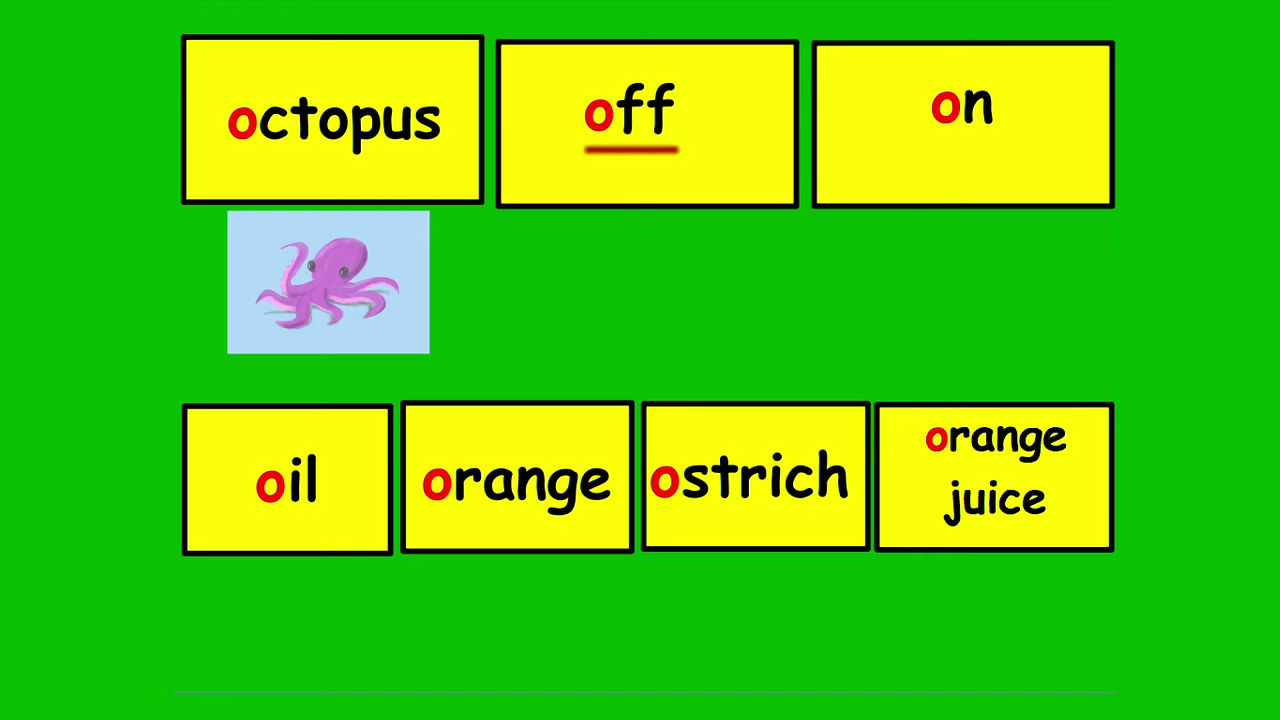 octopus
off
on
oil
orange
ostrich
orange
juice